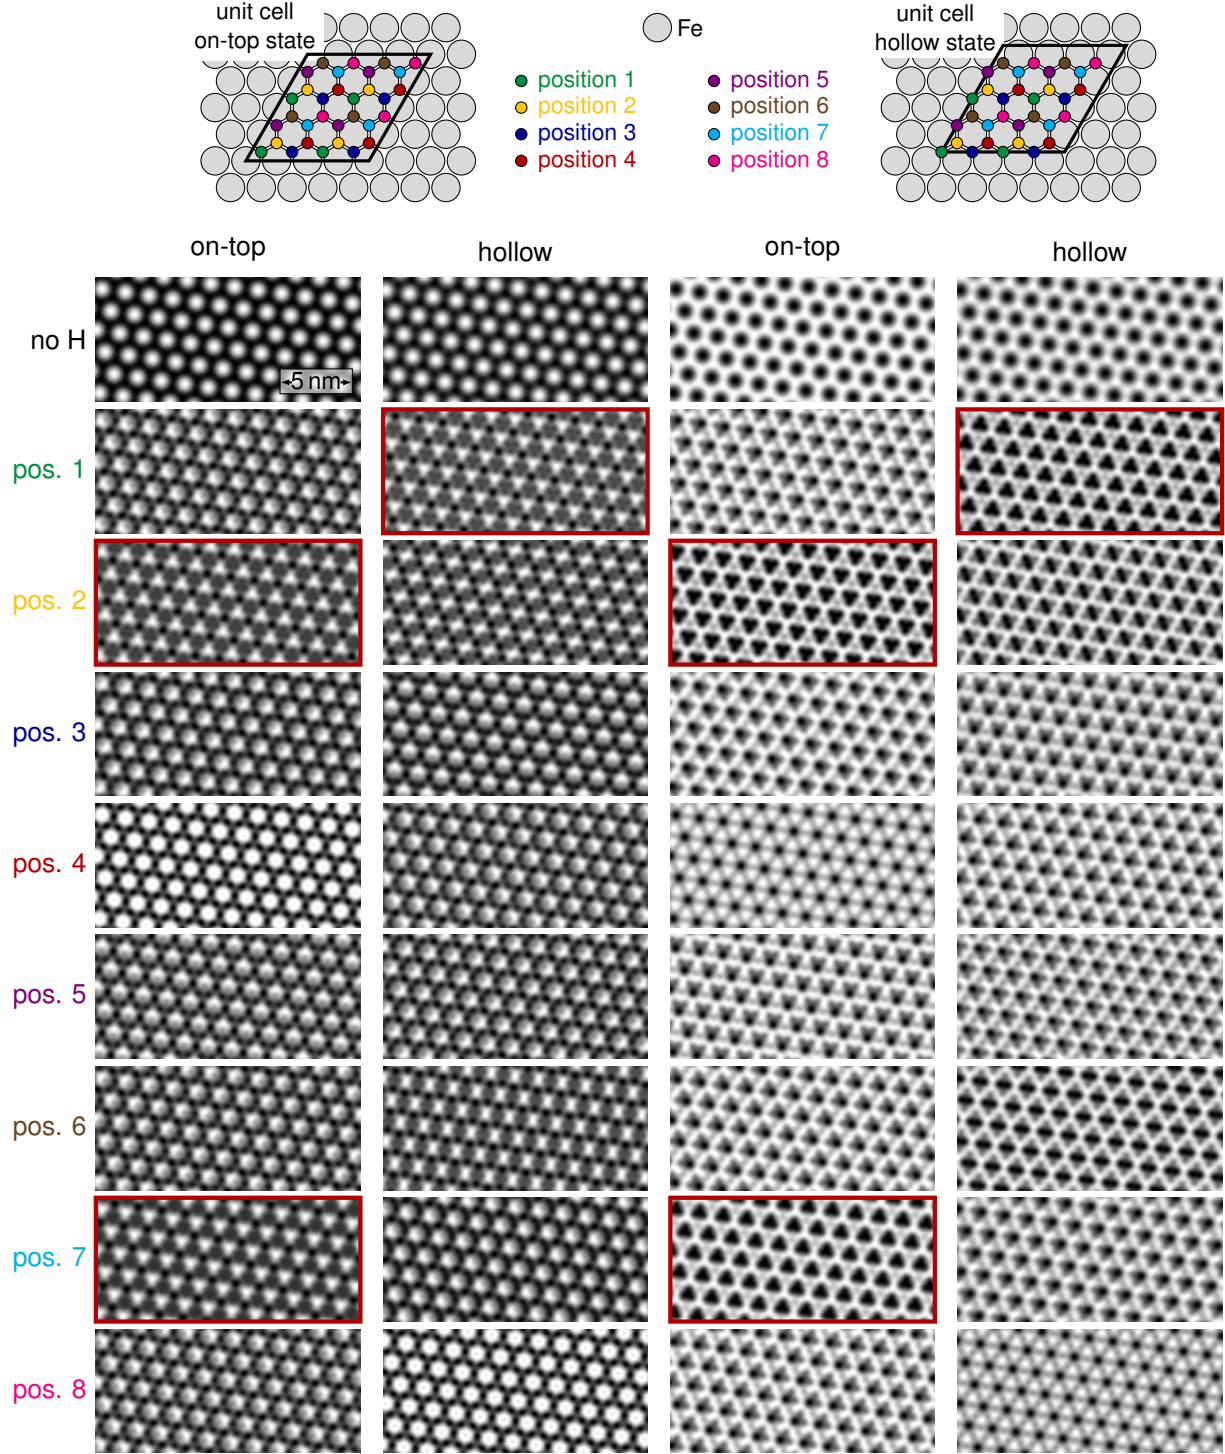 unit cell
on-top state
Fe
unit cell
hollow state
position 1
position 2
position 3
position 4
position 5
position 6
position 7
position 8
on-top
hollow
on-top
hollow
no H
5 nm
pos. 1
pos. 2
pos. 3
pos. 4
pos. 5
pos. 6
pos. 7
pos. 8